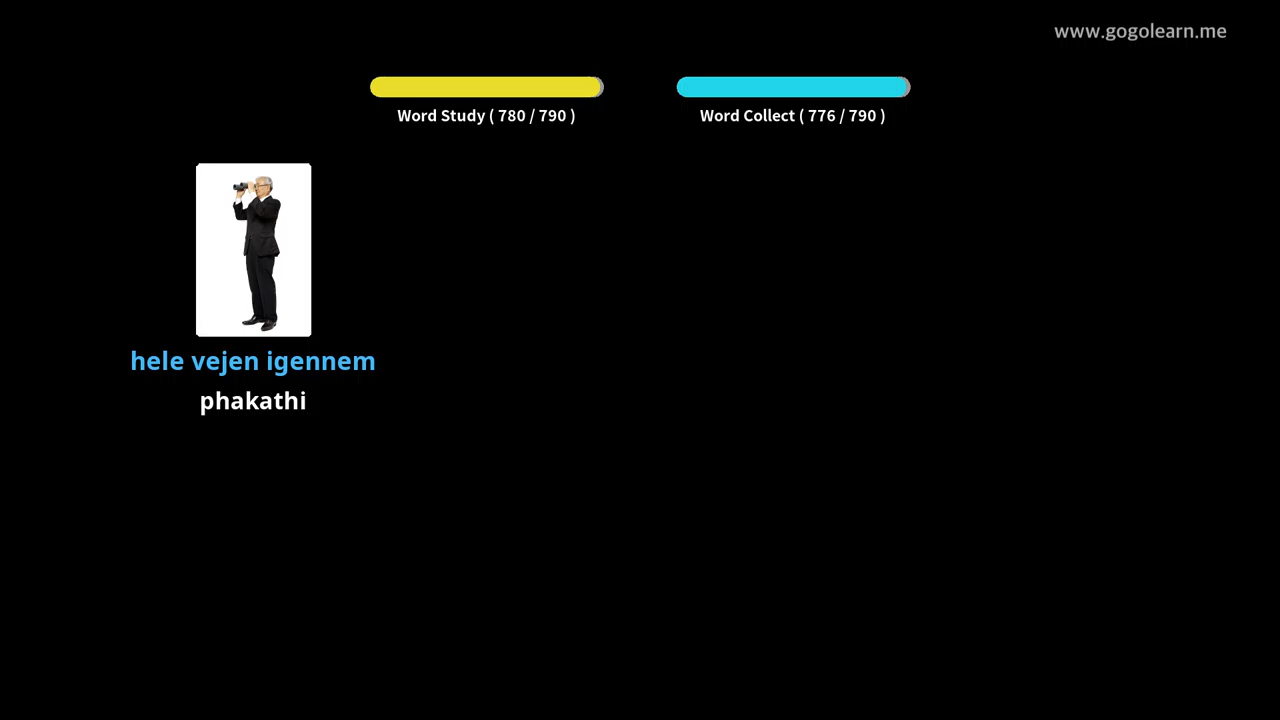 www.gogolearn.me
Word Study ( 780 / 790 )
Word Collect ( 776 / 790 )
hele vejen igennem
phakathi